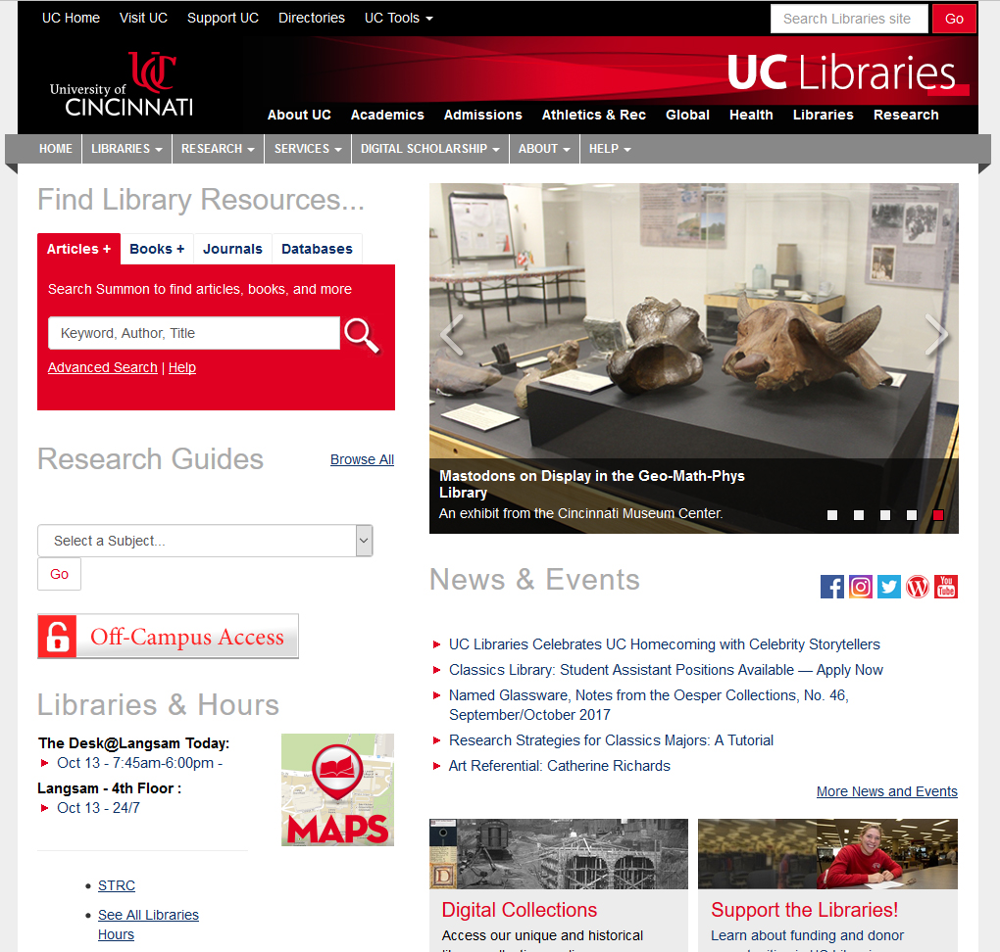 UC Home Visit UC Support UC Directories UC Tools
Search Libraries site Go
UC
University of
CINCINNATI
UC Libraries
About UC Academics Admissions Athletics & Rec Global Health Libraries Research
HOME LIBRARIES RESEARCH SERVICES DIGITAL SCHOLARSHIP ABOUT HELP
Find Library Resources...
Articles + Books + Journals Databases
Search Summon to find articles, books, and more
Keyword, Author, Title
Advanced Search | Help
Research Guides
Browse All
Select a Subject...
Go
Off-Campus Access
Libraries & Hours
The Desk@Langsam Today:
Oct 13 - 7:45am-6:00pm -
Langsam - 4th Floor :
Oct 13 - 24/7
MAPS
STRC
See All Libraries
Hours
Mastodons on Display in the Geo-Math-Phys
Library
An exhibit from the Cincinnati Museum Center.
News & Events
You
Tube
UC Libraries Celebrates UC Homecoming with Celebrity Storytellers
Classics Library: Student Assistant Positions Available — Apply Now
Named Glassware, Notes from the Oesper Collections, No. 46,
September/October 2017
Research Strategies for Classics Majors: A Tutorial
Art Referential: Catherine Richards
More News and Events
D
Digital Collections
Access our unique and historical
Support the Libraries!
Learn about funding and donor